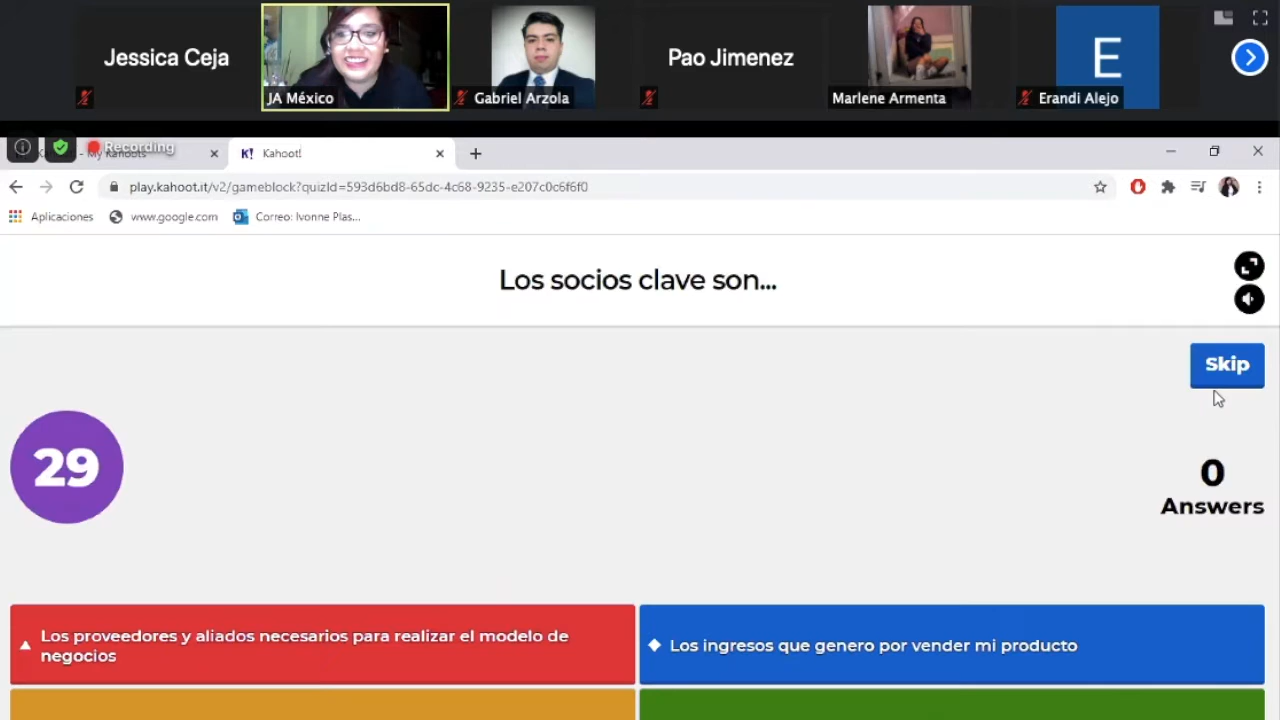 Jessica Ceja
JA México
Gabriel Arzola
Pao Jimenez
Marlene Armenta
E
Erandi Alejo
Recording
My Kahoots
K! Kahoot!
play.kahoot.it/v2/gameblock?quizId=593d6bd8-65dc-4c68-9235-e207c0c6f6f0
Aplicaciones
www.google.com
Correo: Ivonne Plas...
Los socios clave son...
Skip
29
0
Answers
Los proveedores y aliados necesarios para realizar el modelo de
negocios
Los ingresos que genero por vender mi producto